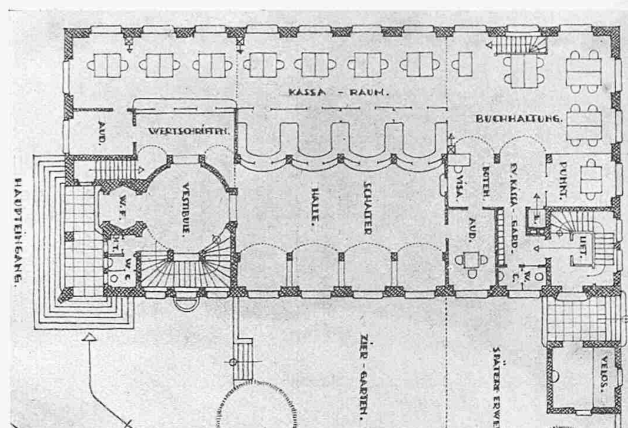 KASSA - RAUM.
BUCHHALTUNG.
AUD.
WERTSCHRIFTEN.
HAUPTEINGANG.
W.F.
VESTIBULE.
HALLE.
SCHALTER
VISA.
BOTEN.
EV. KASSA - GARD.
AUD.
LIFT.
W.C.
W.
C.
ZIER - GARTEN.
SPÄTERE ERWE
VELOS.